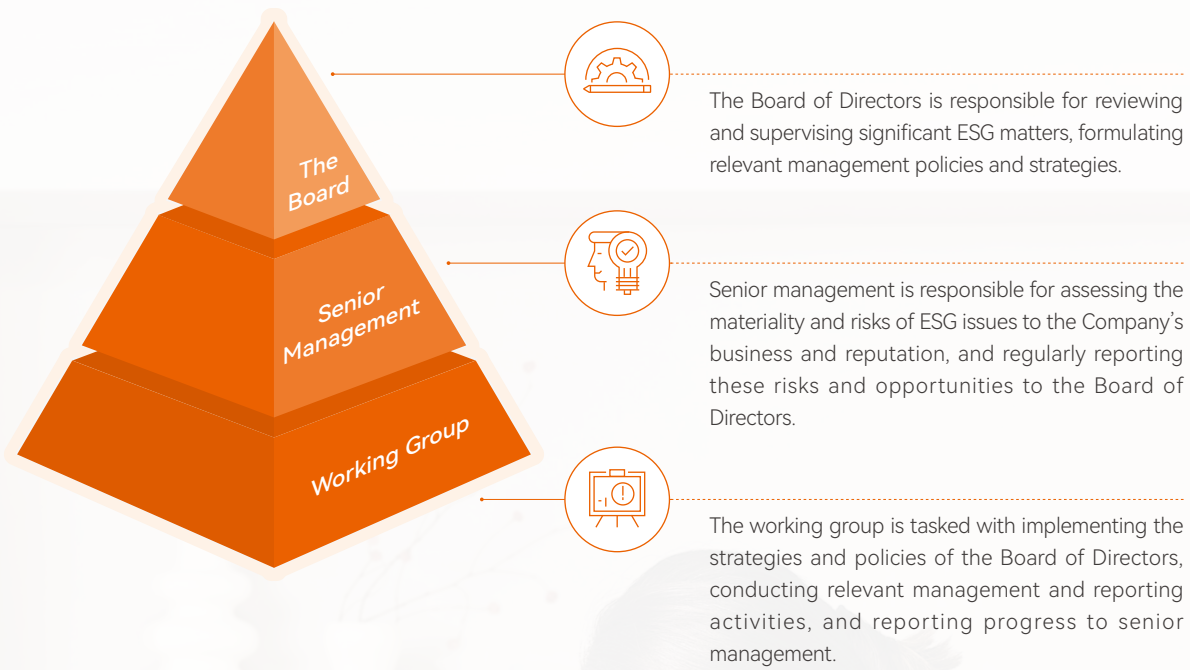 The
Board
The Board of Directors is responsible for reviewing
and supervising significant ESG matters, formulating
relevant management policies and strategies.
Senior
Management
Senior management is responsible for assessing the
materiality and risks of ESG issues to the Company’s
business and reputation, and regularly reporting
these risks and opportunities to the Board of
Directors.
Working Group
The working group is tasked with implementing the
strategies and policies of the Board of Directors,
conducting relevant management and reporting
activities, and reporting progress to senior
management.